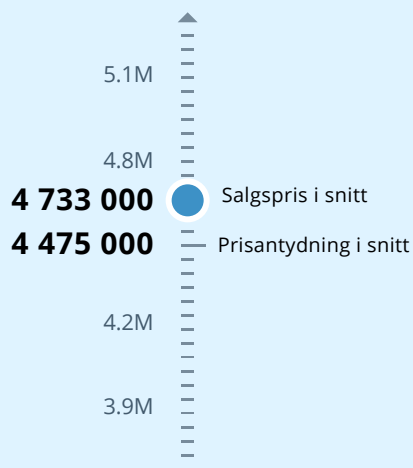 5.1M
4.8M
4 733 000 Salgspris i snitt
4 475 000 Prisantydning i snitt
4.2M
3.9M